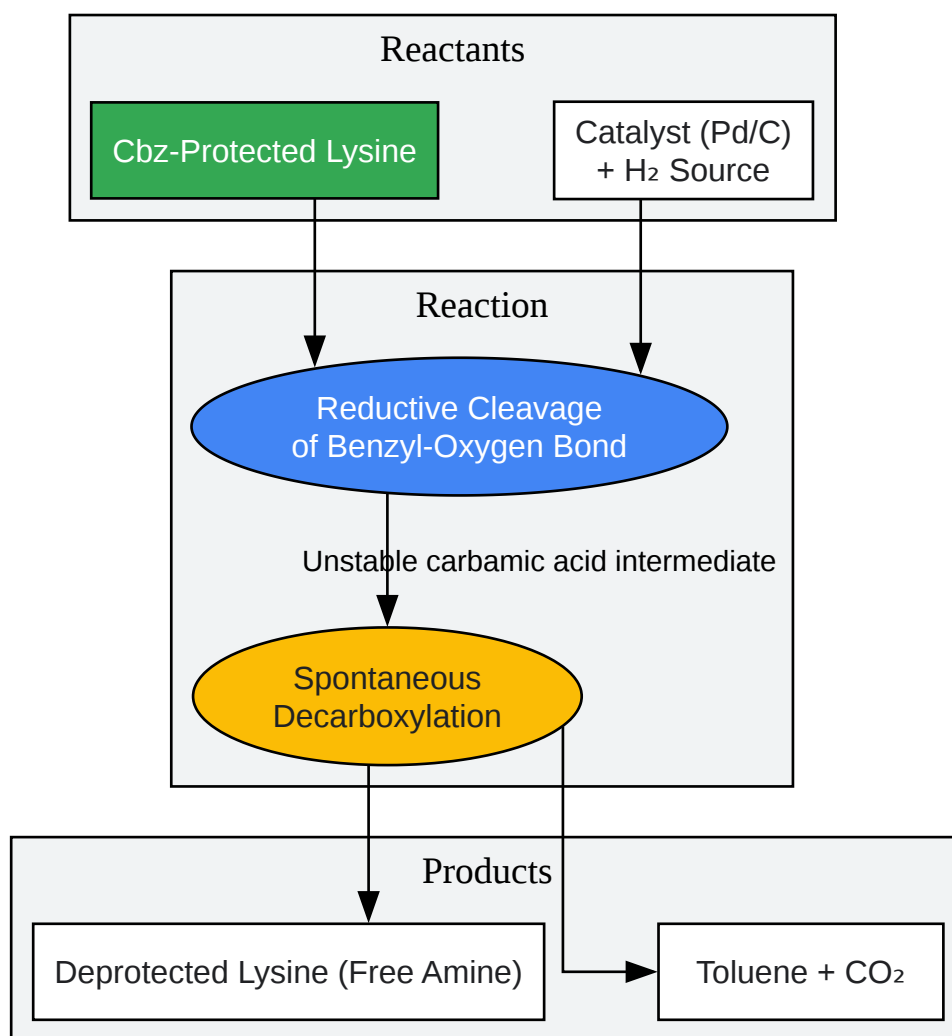 Reactants
Cbz-Protected Lysine
Catalyst (Pd/C)
+ H₂ Source
Reaction
Reductive Cleavage
of Benzyl-Oxygen Bond
Unstable carbamic acid intermediate
Spontaneous
Decarboxylation
Products
Deprotected Lysine (Free Amine)
Toluene + CO₂